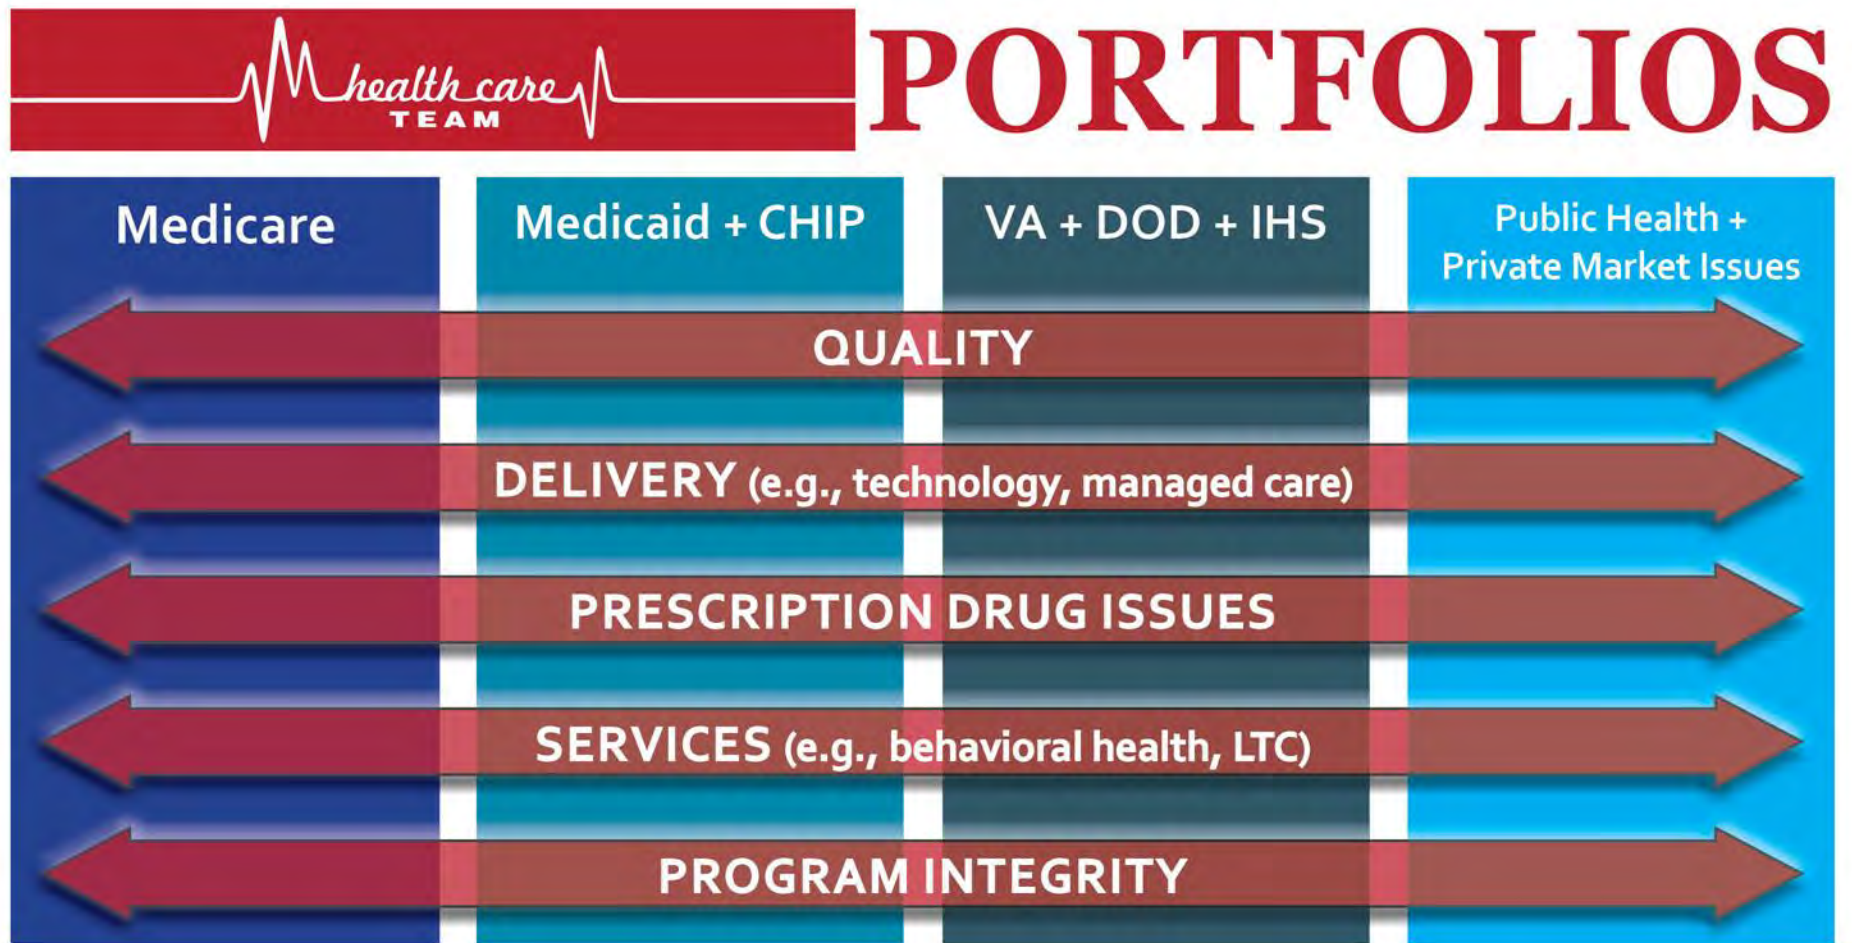 health care
TEAM
PORTFOLIOS
Medicare
Medicaid + CHIP
VA + DOD + IHS
Public Health +
Private Market Issues
QUALITY
DELIVERY (e.g., technology, managed care)
PRESCRIPTION DRUG ISSUES
SERVICES (e.g., behavioral health, LTC)
PROGRAM INTEGRITY